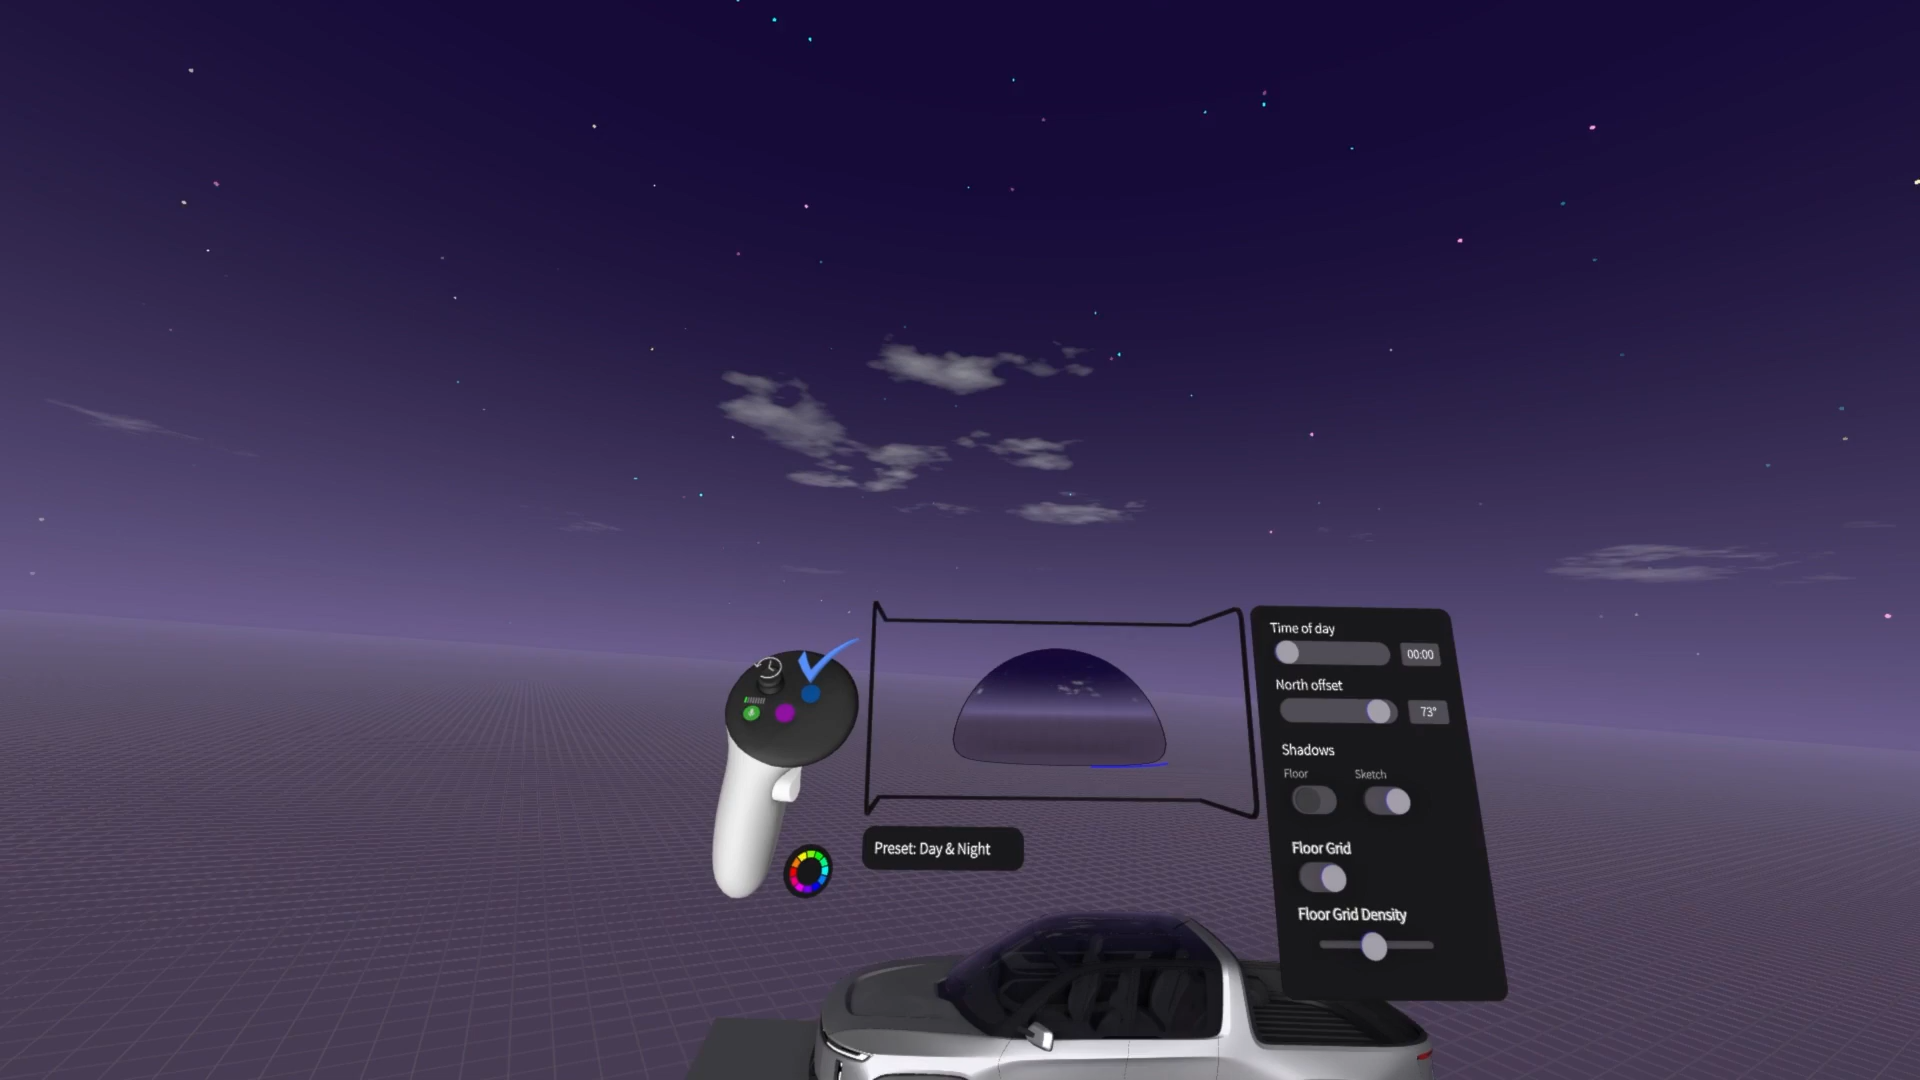 Time of day
00:00
North offset
73°
Shadows
Floor Sketch
Floor Grid
Floor Grid Density
Preset: Day & Night